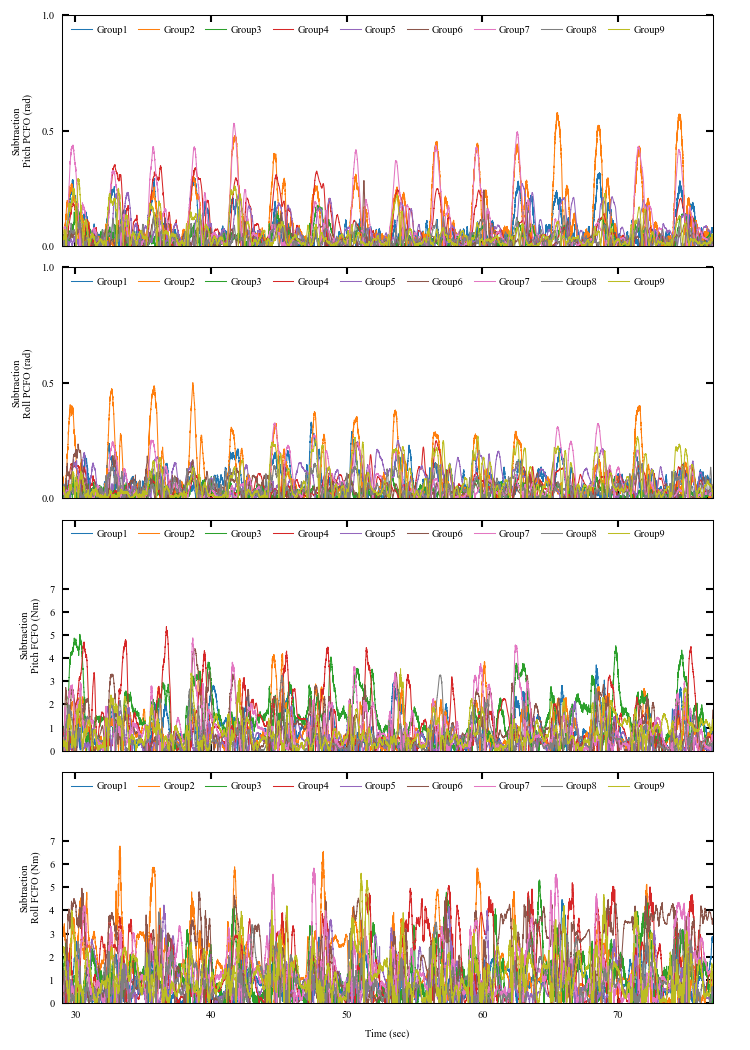 1.0
Group1 Group2 Group3 Group4 Group5 Group6 Group7 Group8 Group9
Subtraction
Pitch PCFO (rad)
0.5
0.0
1.0
Group1 Group2 Group3 Group4 Group5 Group6 Group7 Group8 Group9
Subtraction
Roll PCFO (rad)
0.5
0.0
Group1 Group2 Group3 Group4 Group5 Group6 Group7 Group8 Group9
Subtraction
Pitch FCFO (Nm)
7
6
5
4
3
2
1
0
Group1 Group2 Group3 Group4 Group5 Group6 Group7 Group8 Group9
Subtraction
Roll FCFO (Nm)
7
6
5
4
3
2
1
0
30 40 50 60 70
Time (sec)